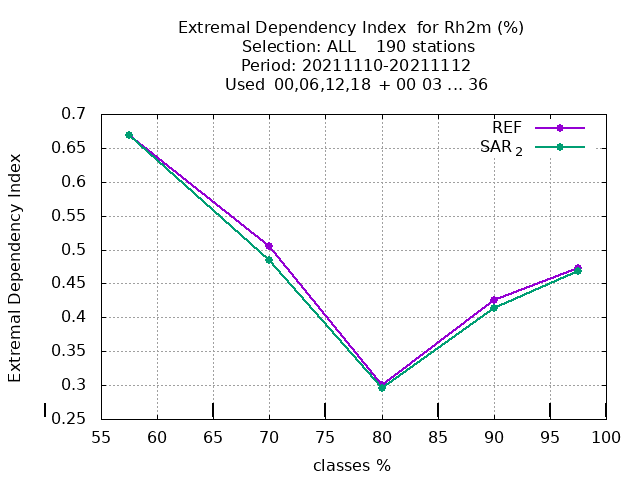 Extremal Dependency Index  for Rh2m (%)
Selection: ALL    190 stations
Period: 20211110-20211112
Used  00,06,12,18  + 00 03 ... 36
REF
SAR 2
Extremal Dependency Index
0.7
0.65
0.6
0.55
0.5
0.45
0.4
0.35
0.3
0.25
55 60 65 70 75 80 85 90 95 100
classes %